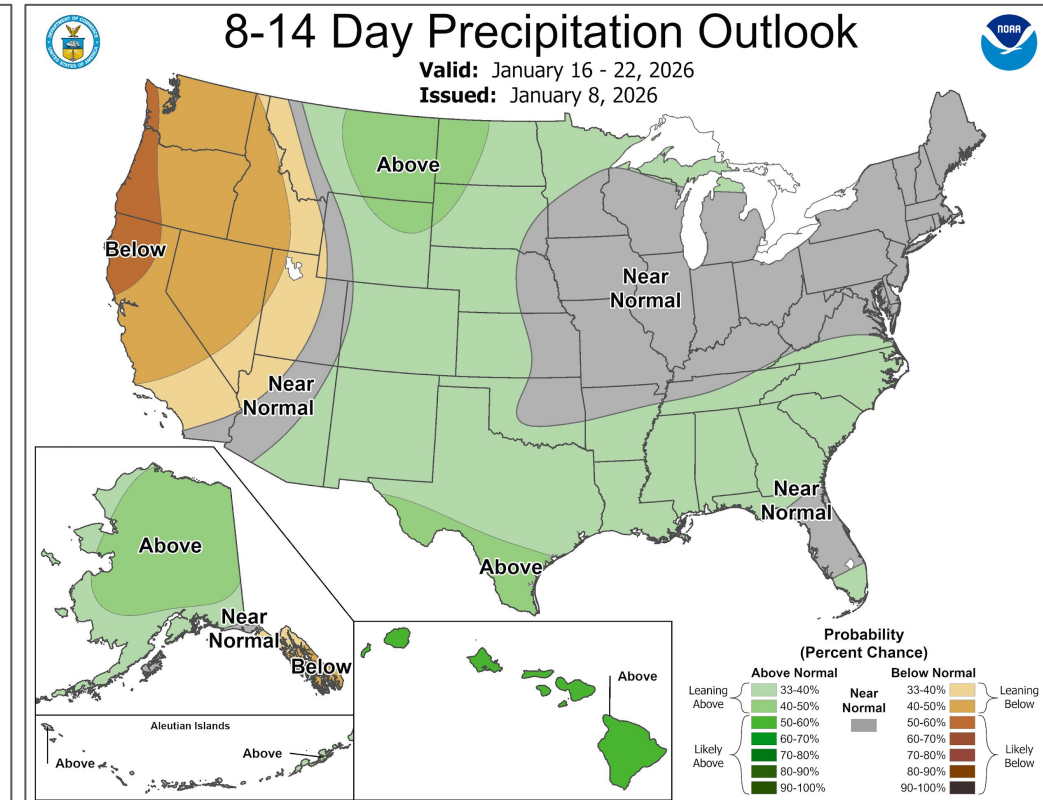 8-14 Day Precipitation Outlook
Valid: January 16 - 22, 2026
Issued: January 8, 2026
NOAA
Above
Below
Near
Normal
Near
Normal
Near
Normal
Above
Above
Near
Normal
Below
Aleutian Islands
Above
Above
Above
Probability
(Percent Chance)
Above Normal
Below Normal
Near
Normal
Leaning
Above
33-40%
40-50%
Likely
Above
50-60%
60-70%
70-80%
80-90%
90-100%
33-40%
40-50%
Leaning
Below
50-60%
60-70%
70-80%
80-90%
90-100%
Likely
Below